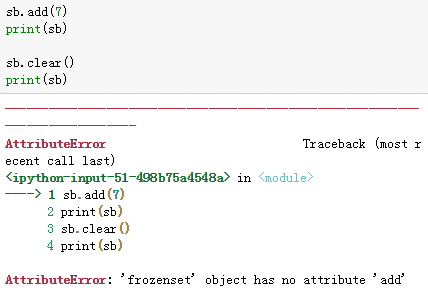 sb.add(7)
print(sb)
sb.clear()
print(sb)
---------------------------------------------------------------------------
AttributeError Traceback (most r
ecent call last)
<ipython-input-51-498b75a4548a> in <module>
----> 1 sb.add(7)
2 print(sb)
3 sb.clear()
4 print(sb)
AttributeError: 'frozenset' object has no attribute 'add'